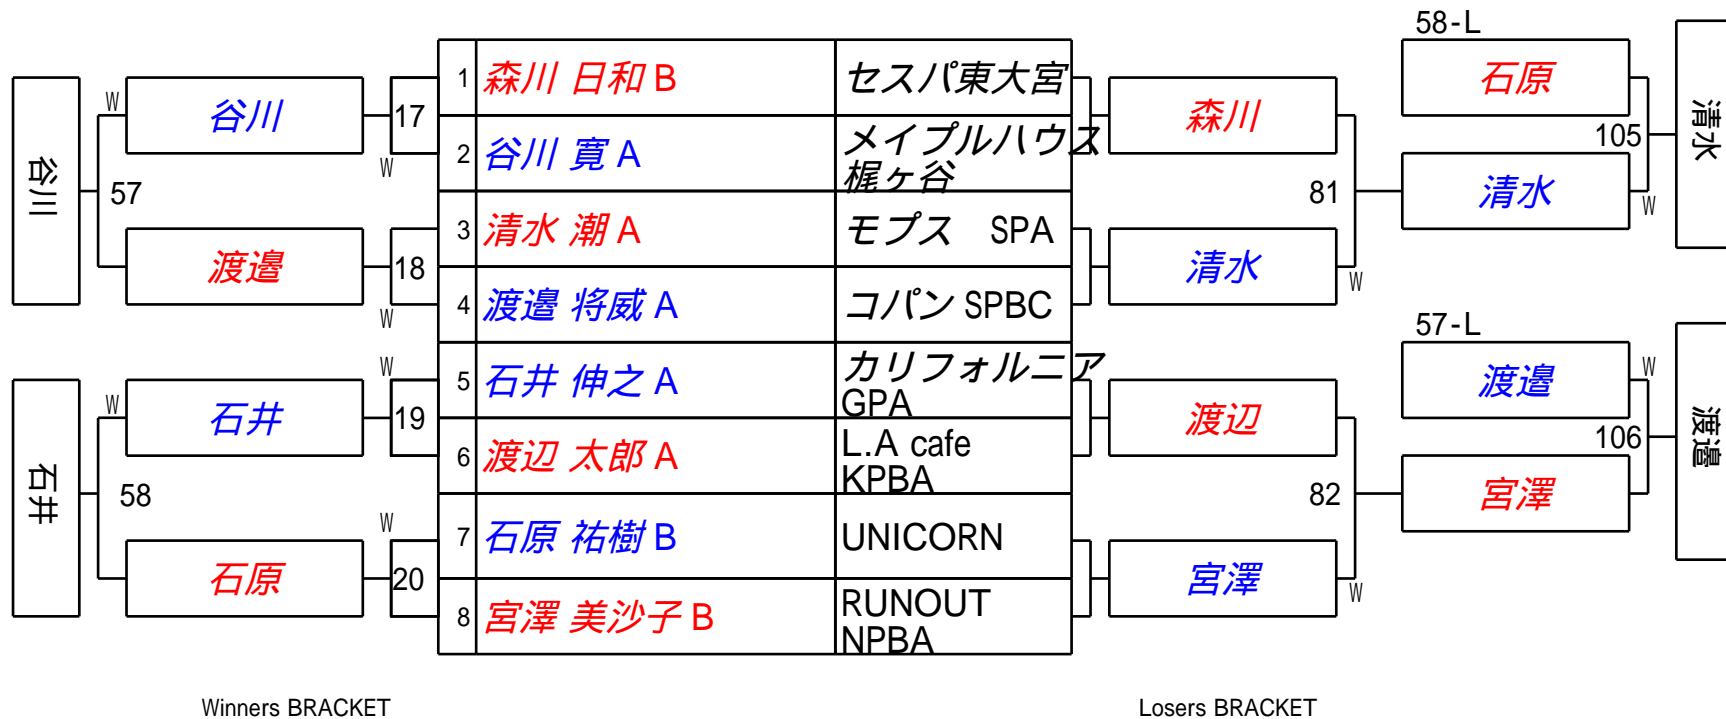 58-L
1 森川 日和 B セスパ東大宮
石原
W
谷川
17
森川
清水
2 谷川 寛 A メイプルハウス
梶ヶ谷
W
105
谷川
57
81
清水
W
3 清水 潮 A モプス SPA
渡邉
18
清水
W
4 渡邉 将威 A コパン SPBC
W
57-L
5 石井 伸之 A カリフォルニア
GPA
W
渡邉
W
W
石井
19
渡辺
渡邉
6 渡辺 太郎 A L.A cafe
KPBA
106
石井
58
82
宮澤
7 石原 祐樹 B UNICORN
W
石原
20
宮澤
W
8 宮澤 美沙子 B RUNOUT
NPBA
Winners BRACKET
Losers BRACKET